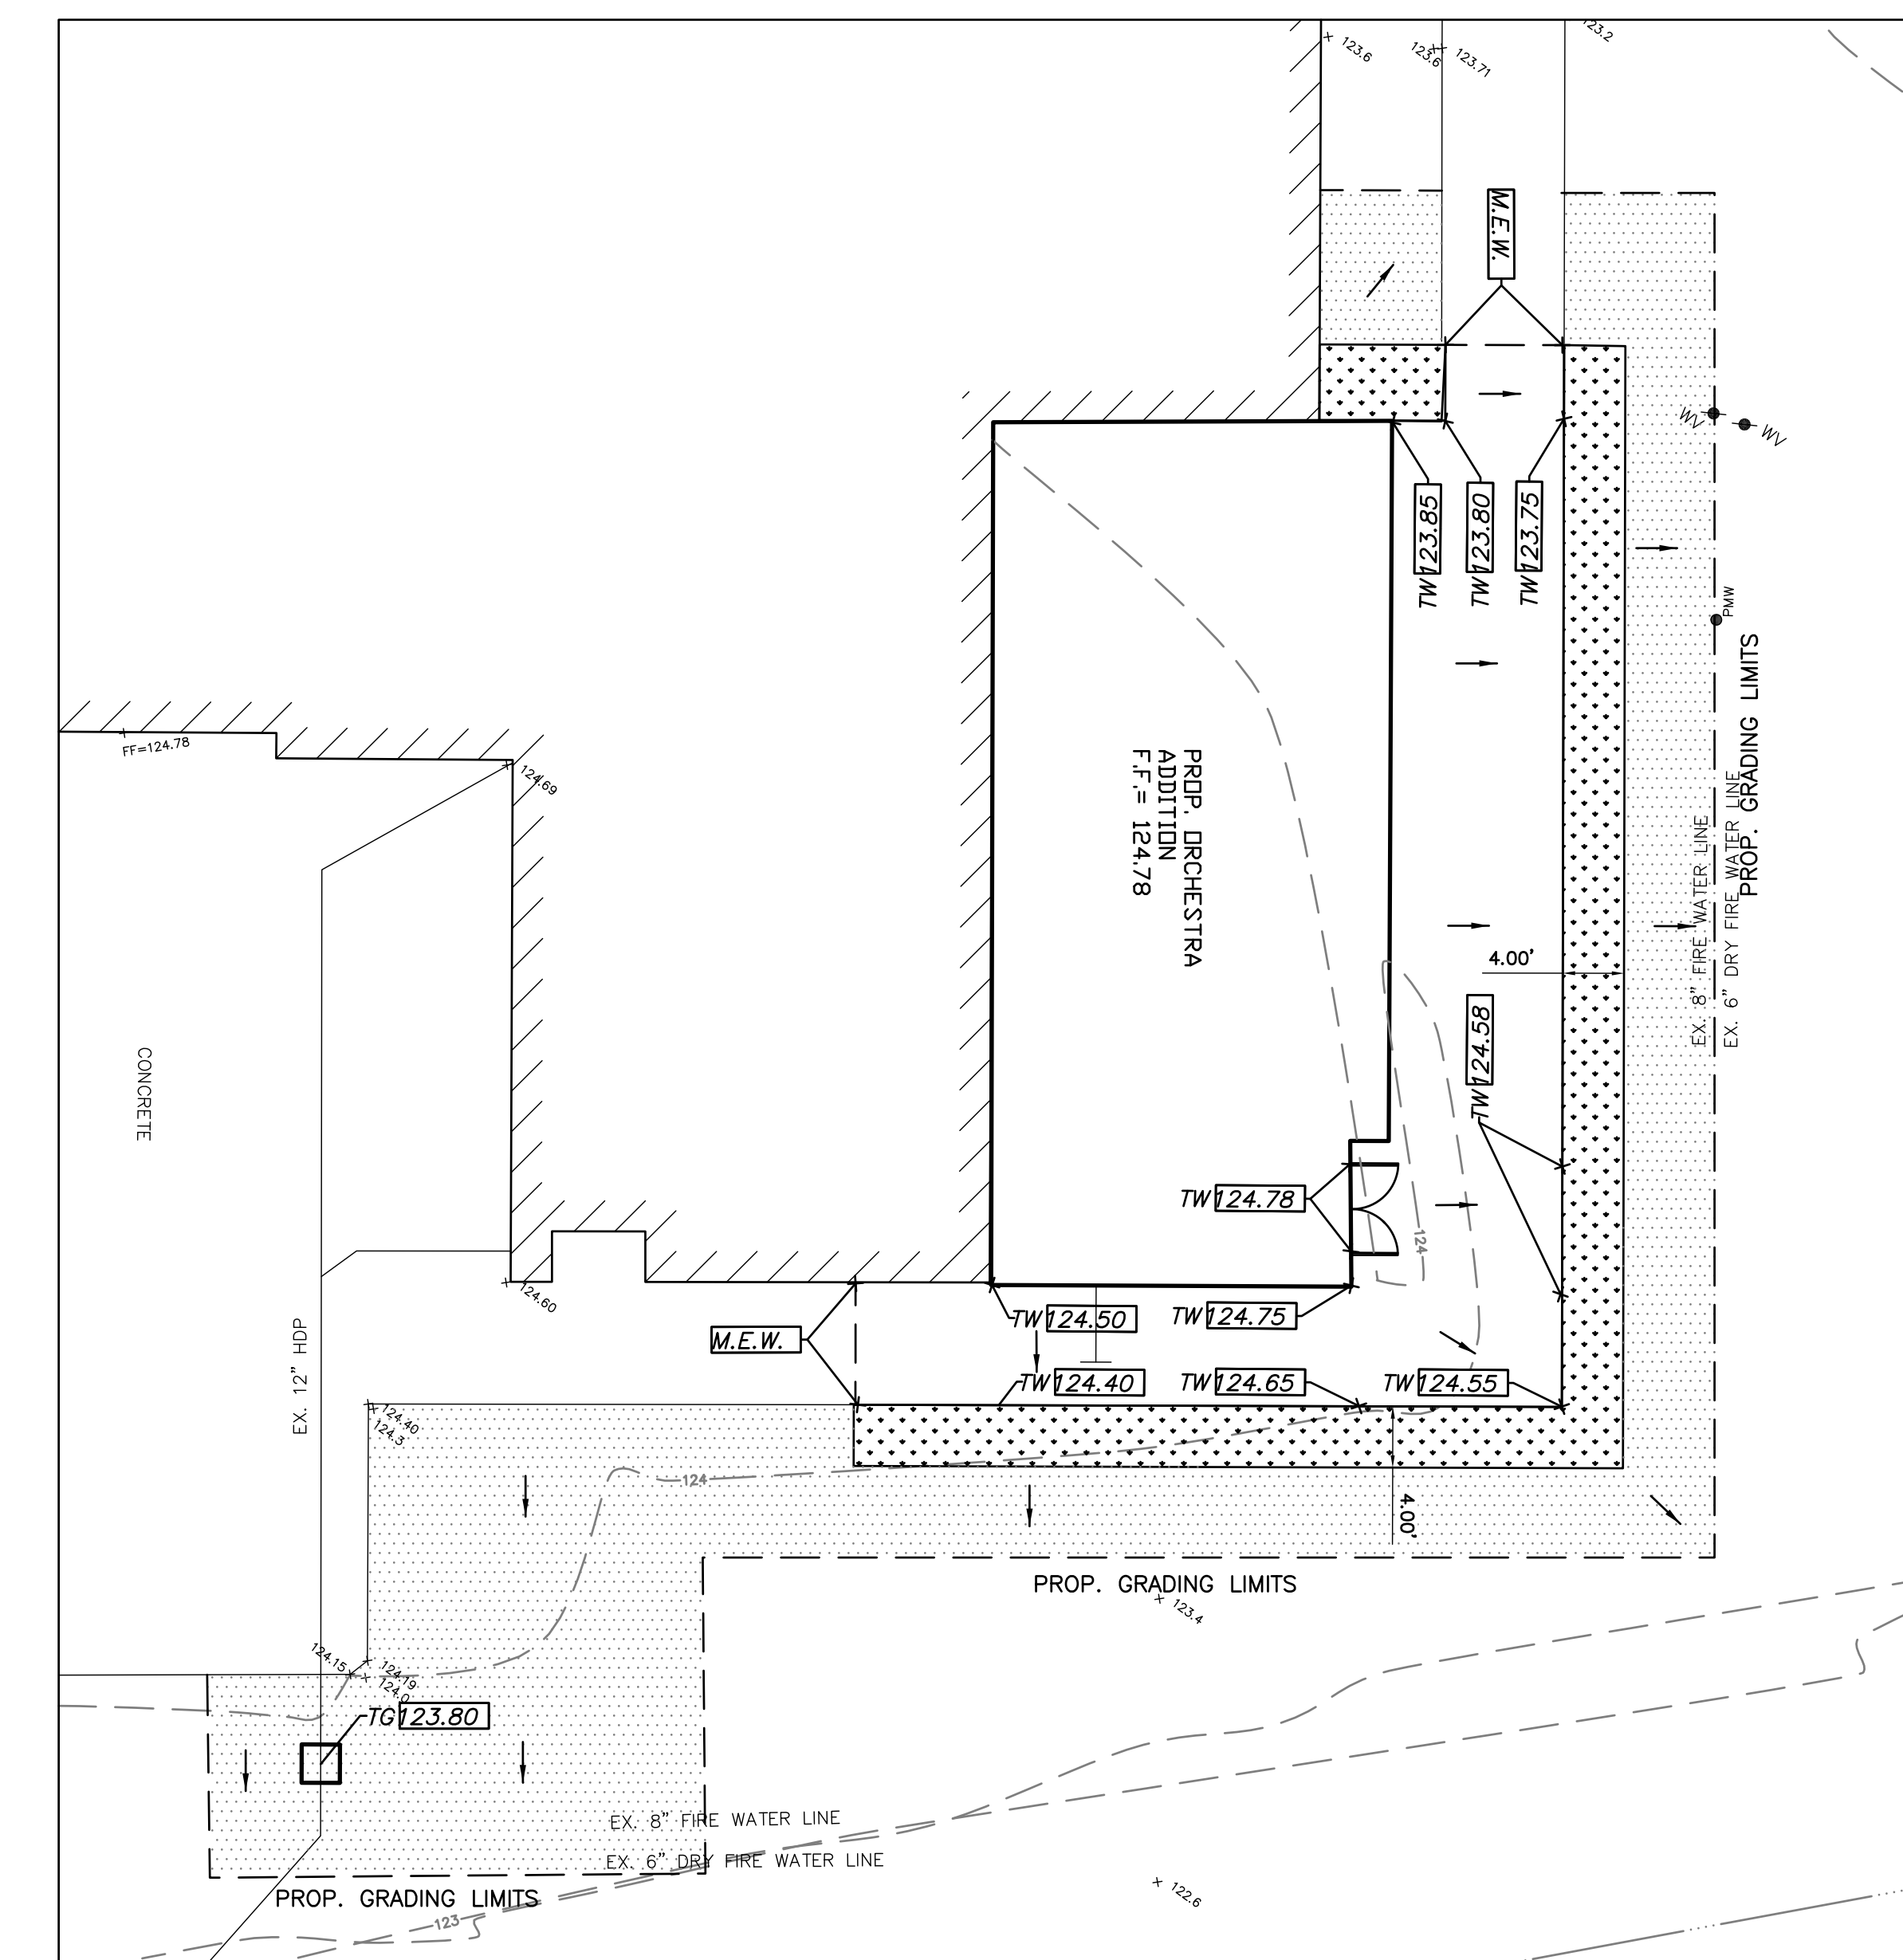 123.6
123.6
123.71
123.2
M.E.W.
WV
WV
TW 123.85
TW 123.80
TW 123.75
PMW
PROP. GRADING LIMITS
FF=124.78
124.69
PROP. ORCHESTRA
ADDITION
F.F.= 124.78
EX. 8" FIRE WATER LINE
EX. 6" DRY FIRE WATER LINE
4.00'
TW 124.58
CONCRETE
TW 124.78
124
124.60
TW 124.50
TW 124.75
M.E.W.
EX. 12" HDP
TW 124.40
TW 124.65
TW 124.55
124.40
124.3
124
4.00'
PROP. GRADING LIMITS
123.4
124.15
124.19
124.0
TG 123.80
EX. 8" FIRE WATER LINE
EX. 6" DRY FIRE WATER LINE
PROP. GRADING LIMITS
122.6
123